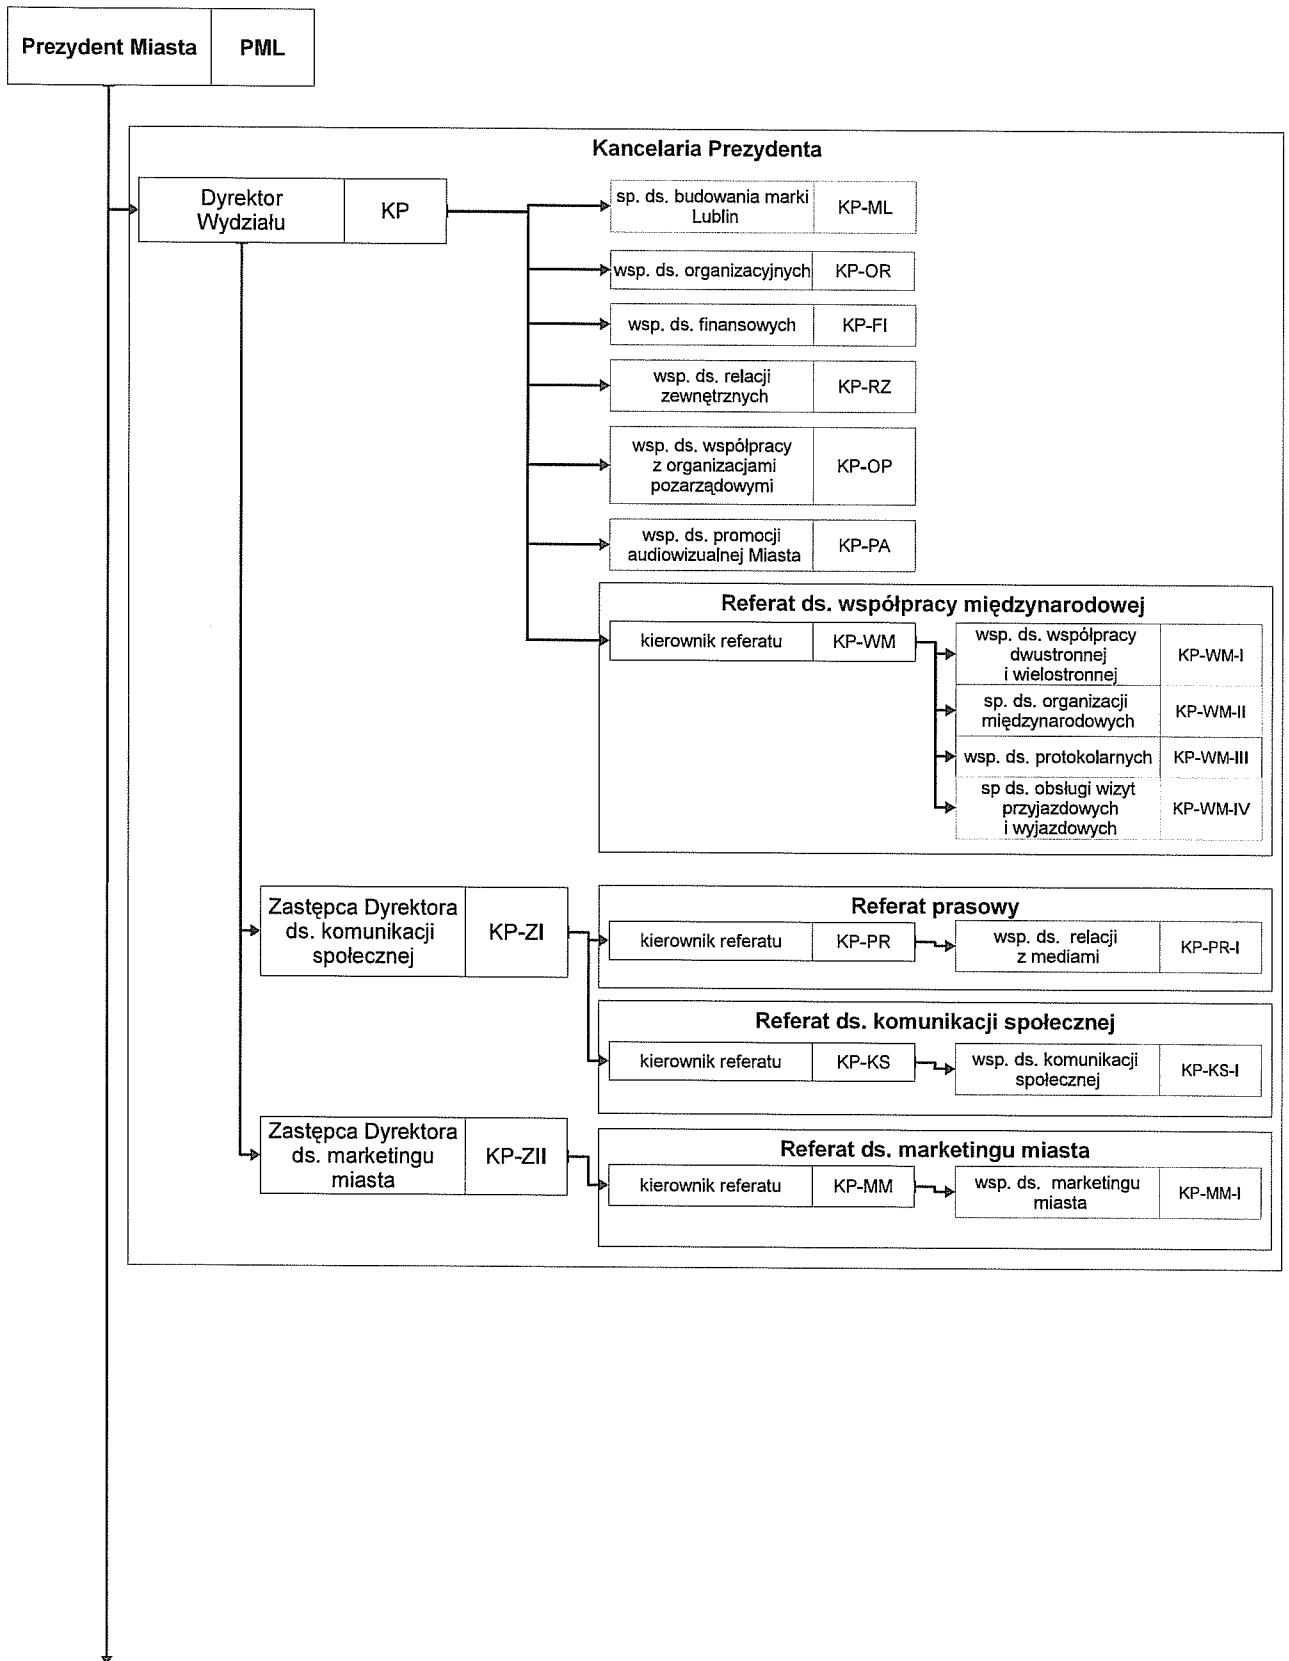 Prezydent Miasta PML
Kancelaria Prezydenta
Dyrektor
Wydziału
KP
sp. ds. budowania marki
Lublin
KP-ML
wsp. ds. organizacyjnych KP-OR
wsp. ds. finansowych KP-FI
wsp. ds. relacji
zewnętrznych
KP-RZ
wsp. ds. współpracy
z organizacjami
pozarządowymi
KP-OP
wsp. ds. promocji
audiowizualnej Miasta
KP-PA
Referat ds. współpracy międzynarodowej
kierownik referatu KP-WM
wsp. ds. współpracy
dwustronnej
i wielostronnej
KP-WM-I
sp. ds. organizacji
międzynarodowych
KP-WM-II
wsp. ds. protokolarnych KP-WM-III
sp ds. obsługi wizyt
przyjazdowych
i wyjazdowych
KP-WM-IV
Zastępca Dyrektora
ds. komunikacji
społecznej
KP-ZI
Referat prasowy
kierownik referatu KP-PR
wsp. ds. relacji
z mediami
KP-PR-I
Referat ds. komunikacji społecznej
kierownik referatu KP-KS
wsp. ds. komunikacji
społecznej
KP-KS-I
Zastępca Dyrektora
ds. marketingu
miasta
KP-ZII
Referat ds. marketingu miasta
kierownik referatu KP-MM
wsp. ds. marketingu
miasta
KP-MM-I